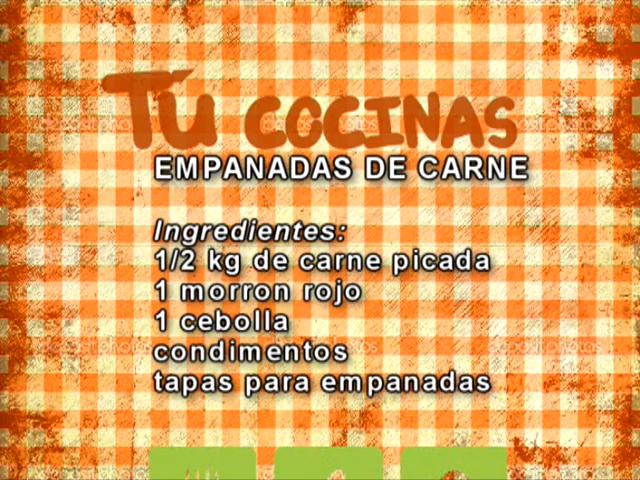 TÚ COCINAS
EMPANADAS DE CARNE
Ingredientes:
1/2 kg de carne picada
1 morron rojo
1 cebolla
condimentos
tapas para empanadas